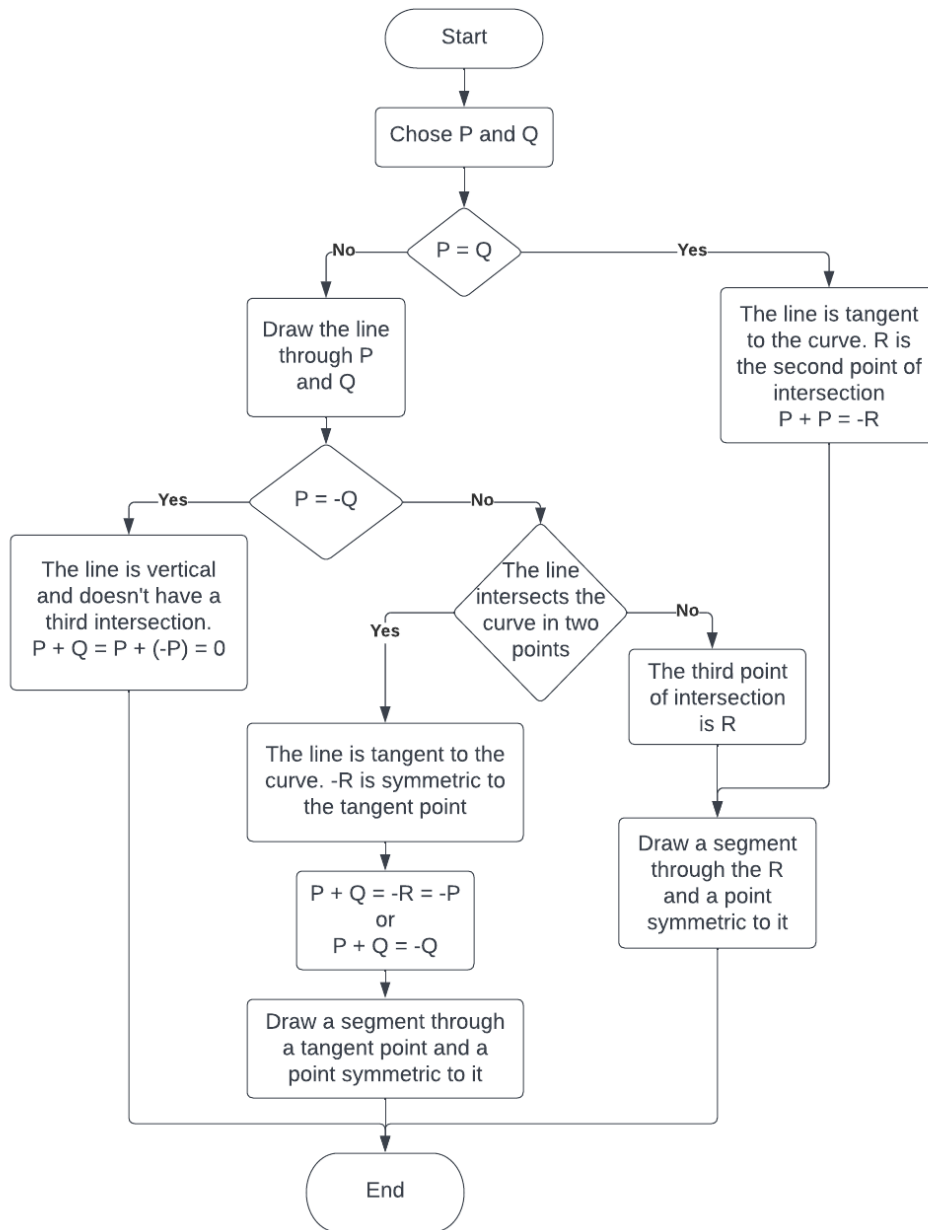 Start
Chose P and Q
P = Q
No
Yes
Draw the line
through P
and Q
The line is tangent
to the curve. R is
the second point of
intersection
P + P = -R
P = -Q
Yes
No
The line is vertical
and doesn't have a
third intersection.
P + Q = P + (-P) = 0
The line
intersects the
curve in two
points
Yes
No
The third point
of intersection
is R
The line is tangent to the
curve. -R is symmetric to
the tangent point
Draw a segment
through the R
and a point
symmetric to it
P + Q = -R = -P
or
P + Q = -Q
Draw a segment through
a tangent point and a
point symmetric to it
End